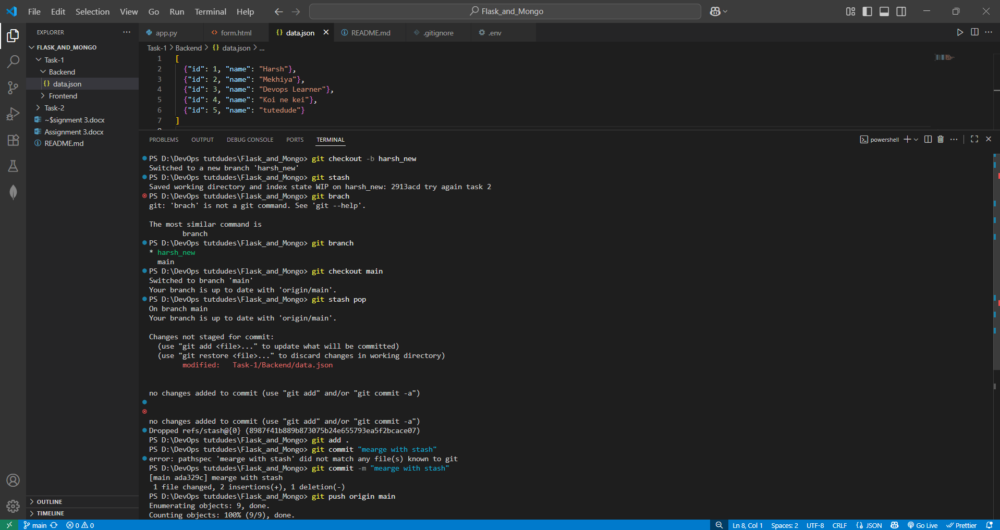 File Edit Selection View Go Run Terminal Help Flask_and_Mongo
EXPLORER
FLASK_AND_MONGO
Task-1
Backend
data.json
Frontend
Task-2
~$signment 3.docx
Assignment 3.docx
README.md
OUTLINE
TIMELINE
app.py form.html data.json README.md .gitignore .env
Task-1 > Backend > data.json > ...
1 [
2 {"id": 1, "name": "Harsh"},
3 {"id": 2, "name": "Mekhiya"},
4 {"id": 3, "name": "Devops Learner"},
5 {"id": 4, "name": "Koi ne kei"},
6 {"id": 5, "name": "tutedude"}
7 ]
PROBLEMS OUTPUT DEBUG CONSOLE PORTS TERMINAL powershell
PS D:\DevOps tutdudes\Flask_and_Mongo> git checkout -b harsh_new
Switched to a new branch 'harsh_new'
PS D:\DevOps tutdudes\Flask_and_Mongo> git stash
Saved working directory and index state WIP on harsh_new: 2913acd try again task 2
PS D:\DevOps tutdudes\Flask_and_Mongo> git brach
git: 'brach' is not a git command. See 'git --help'.
The most similar command is
branch
PS D:\DevOps tutdudes\Flask_and_Mongo> git branch
* harsh_new
main
PS D:\DevOps tutdudes\Flask_and_Mongo> git checkout main
Switched to branch 'main'
Your branch is up to date with 'origin/main'.
PS D:\DevOps tutdudes\Flask_and_Mongo> git stash pop
On branch main
Your branch is up to date with 'origin/main'.
Changes not staged for commit:
(use "git add <file>..." to update what will be committed)
(use "git restore <file>..." to discard changes in working directory)
modified: Task-1/Backend/data.json
no changes added to commit (use "git add" and/or "git commit -a")
no changes added to commit (use "git add" and/or "git commit -a")
Dropped refs/stash@{0} (8987f41b889b873075b24e655793ea5f2bcace07)
PS D:\DevOps tutdudes\Flask_and_Mongo> git add .
PS D:\DevOps tutdudes\Flask_and_Mongo> git commit "mearge with stash"
error: pathspec 'mearge with stash' did not match any file(s) known to git
PS D:\DevOps tutdudes\Flask_and_Mongo> git commit -m "mearge with stash"
[main ada329c] mearge with stash
1 file changed, 2 insertions(+), 1 deletion(-)
PS D:\DevOps tutdudes\Flask_and_Mongo> git push origin main
Enumerating objects: 9, done.
Counting objects: 100% (9/9), done.
main 0 0 Ln 8, Col 1 Spaces: 2 UTF-8 CRLF {} JSON Go Live Prettier